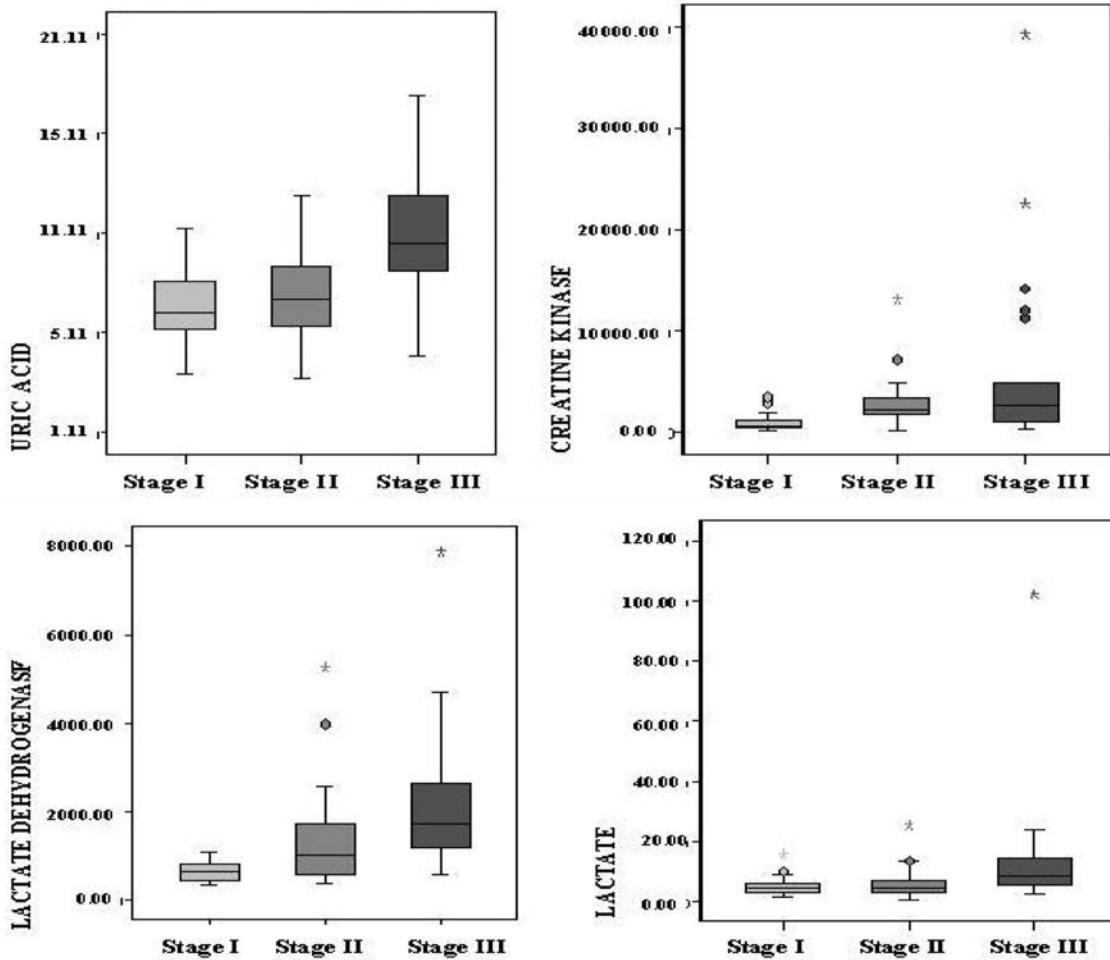 URIC ACID
21.11
15.11
11.11
5.11
1.11
Stage I
Stage II
Stage III
CREATINE KINASE
40000.00
30000.00
20000.00
10000.00
0.00
Stage I
Stage II
Stage III
LACTATE DEHYDROGENASE
8000.00
6000.00
4000.00
2000.00
0.00
Stage I
Stage II
Stage III
LACTATE
120.00
100.00
80.00
60.00
40.00
20.00
0.00
Stage I
Stage II
Stage III